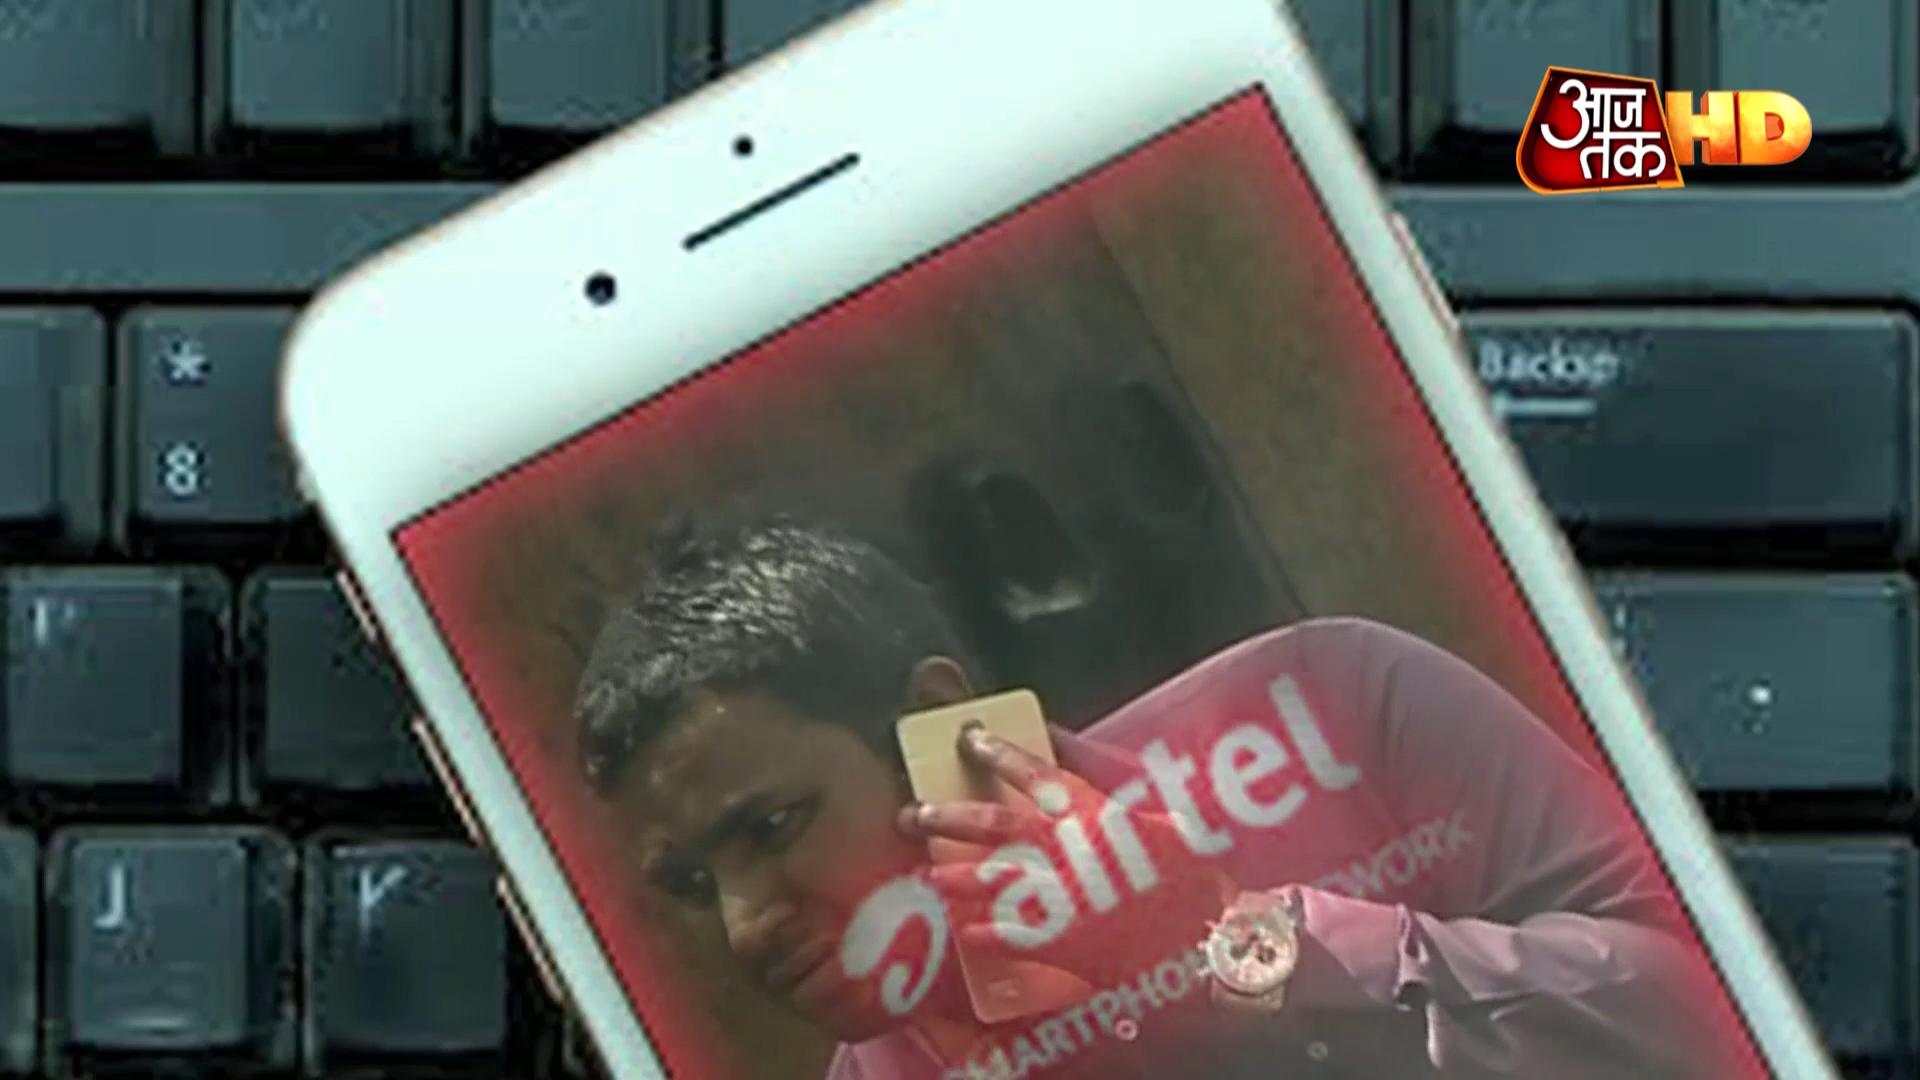 आज
तक HD
*
8
Backsp
J
airtel
SMARTPHONE NETWORK